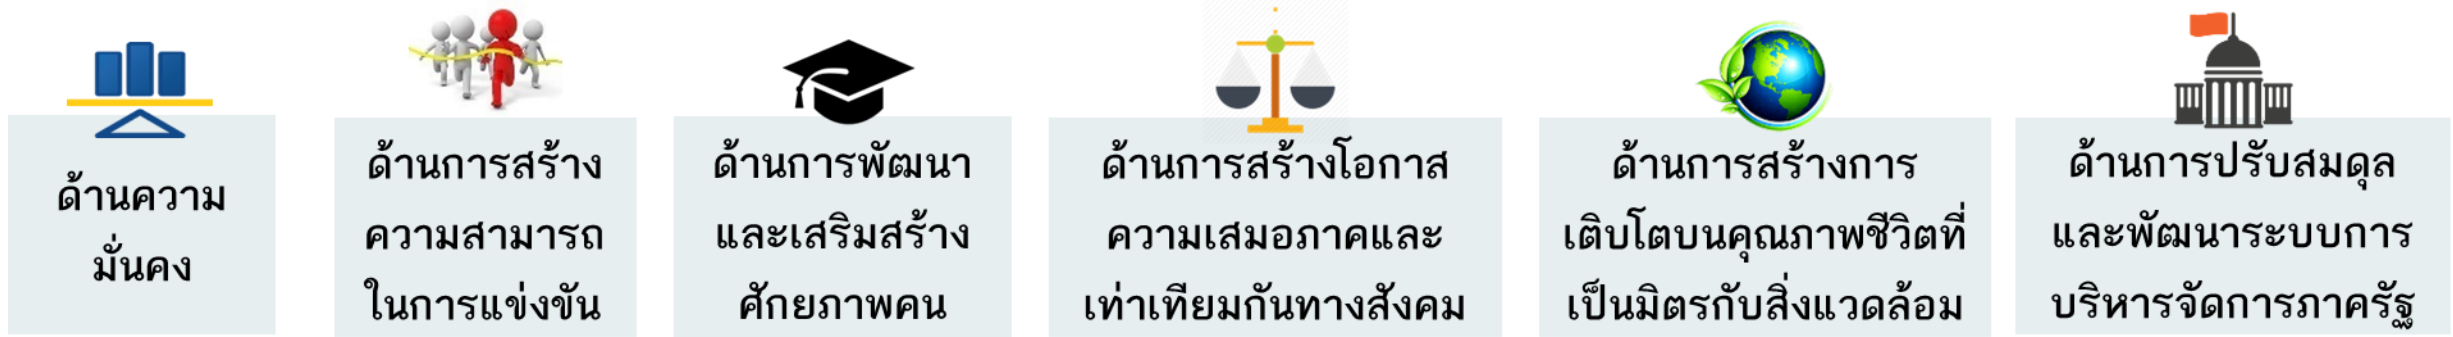 ด้านความ
มั่นคง
ด้านการสร้าง
ความสามารถ
ในการแข่งขัน
ด้านการพัฒนา
และเสริมสร้าง
ศักยภาพคน
ด้านการสร้างโอกาส
ความเสมอภาคและ
เท่าเทียมกันทางสังคม
ด้านการสร้างการ
เติบโตบนคุณภาพชีวิตที่
เป็นมิตรกับสิ่งแวดล้อม
ด้านการปรับสมดุล
และพัฒนาระบบการ
บริหารจัดการภาครัฐ